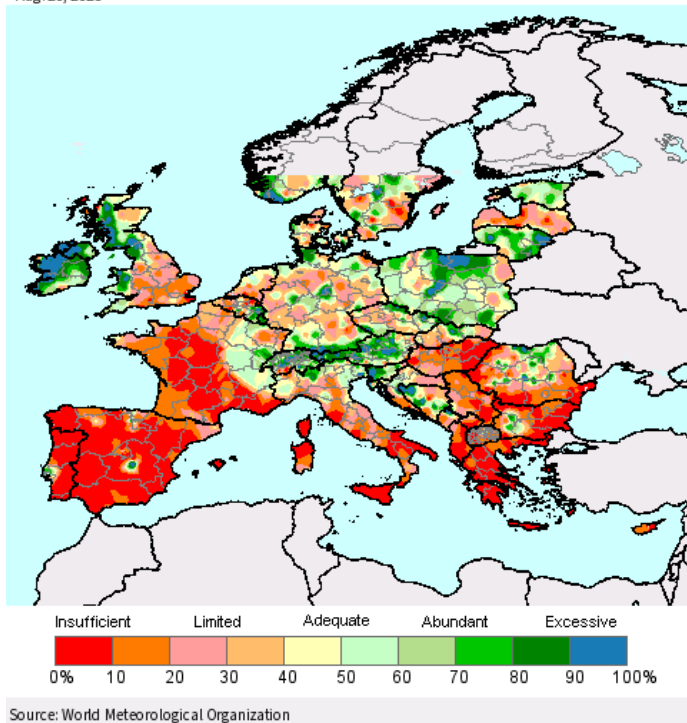 Insufficient Limited Adequate Abundant Excessive
0% 10 20 30 40 50 60 70 80 90 100%
Source: World Meteorological Organization